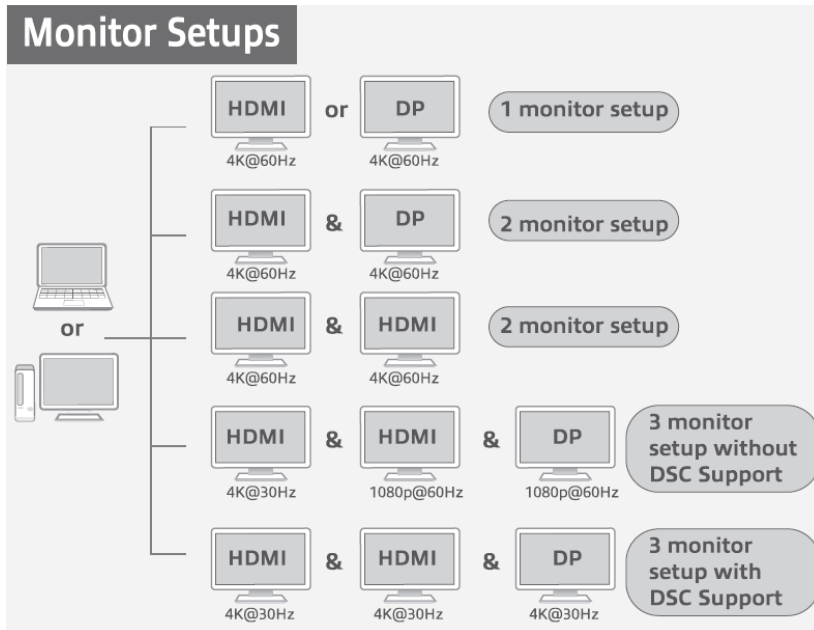 Monitor Setups
HDMI or DP 1 monitor setup
4K@60Hz 4K@60Hz
HDMI & DP 2 monitor setup
4K@60Hz 4K@60Hz
or
HDMI & HDMI 2 monitor setup
4K@60Hz 4K@60Hz
HDMI & HDMI & DP
4K@30Hz 1080p@60Hz 1080p@60Hz
3 monitor
setup without
DSC Support
HDMI & HDMI & DP
4K@30Hz 4K@30Hz 4K@30Hz
3 monitor
setup with
DSC Support